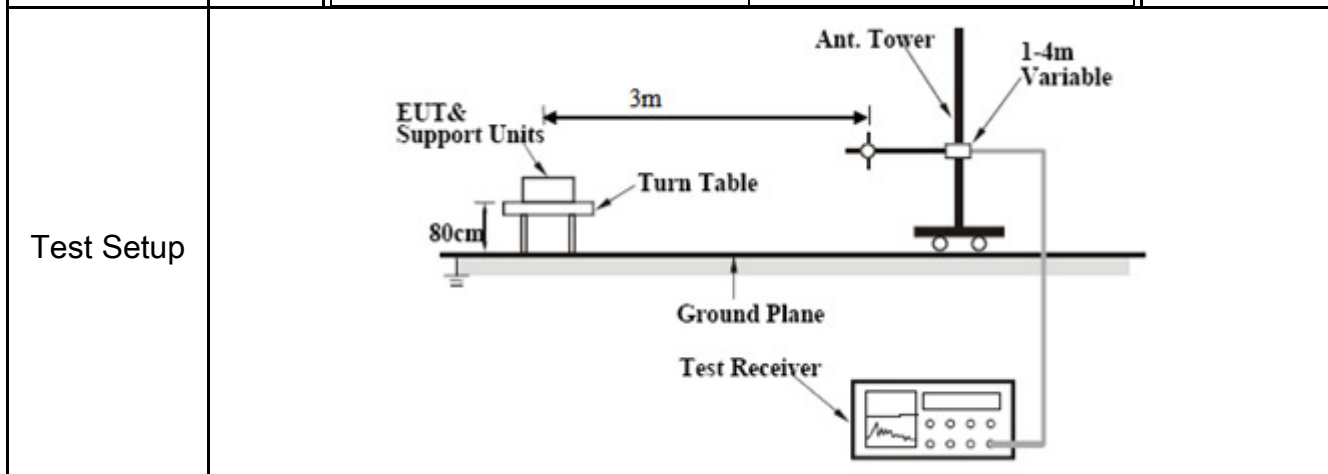 Test Setup
Ant. Tower
1-4m
Variable
3m
EUT&
Support Units
Turn Table
80cm
Ground Plane
Test Receiver